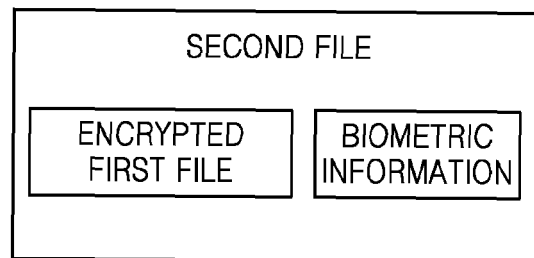 SECOND FILE
ENCRYPTED
FIRST FILE
BIOMETRIC
INFORMATION